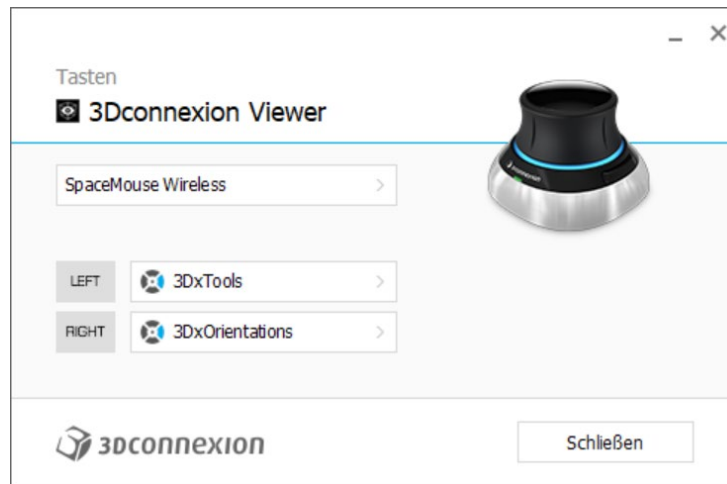 Tasten
3Dconnexion Viewer
SpaceMouse Wireless
LEFT
3DxTools
RIGHT
3DxOrientations
3Dconnexion
Schließen